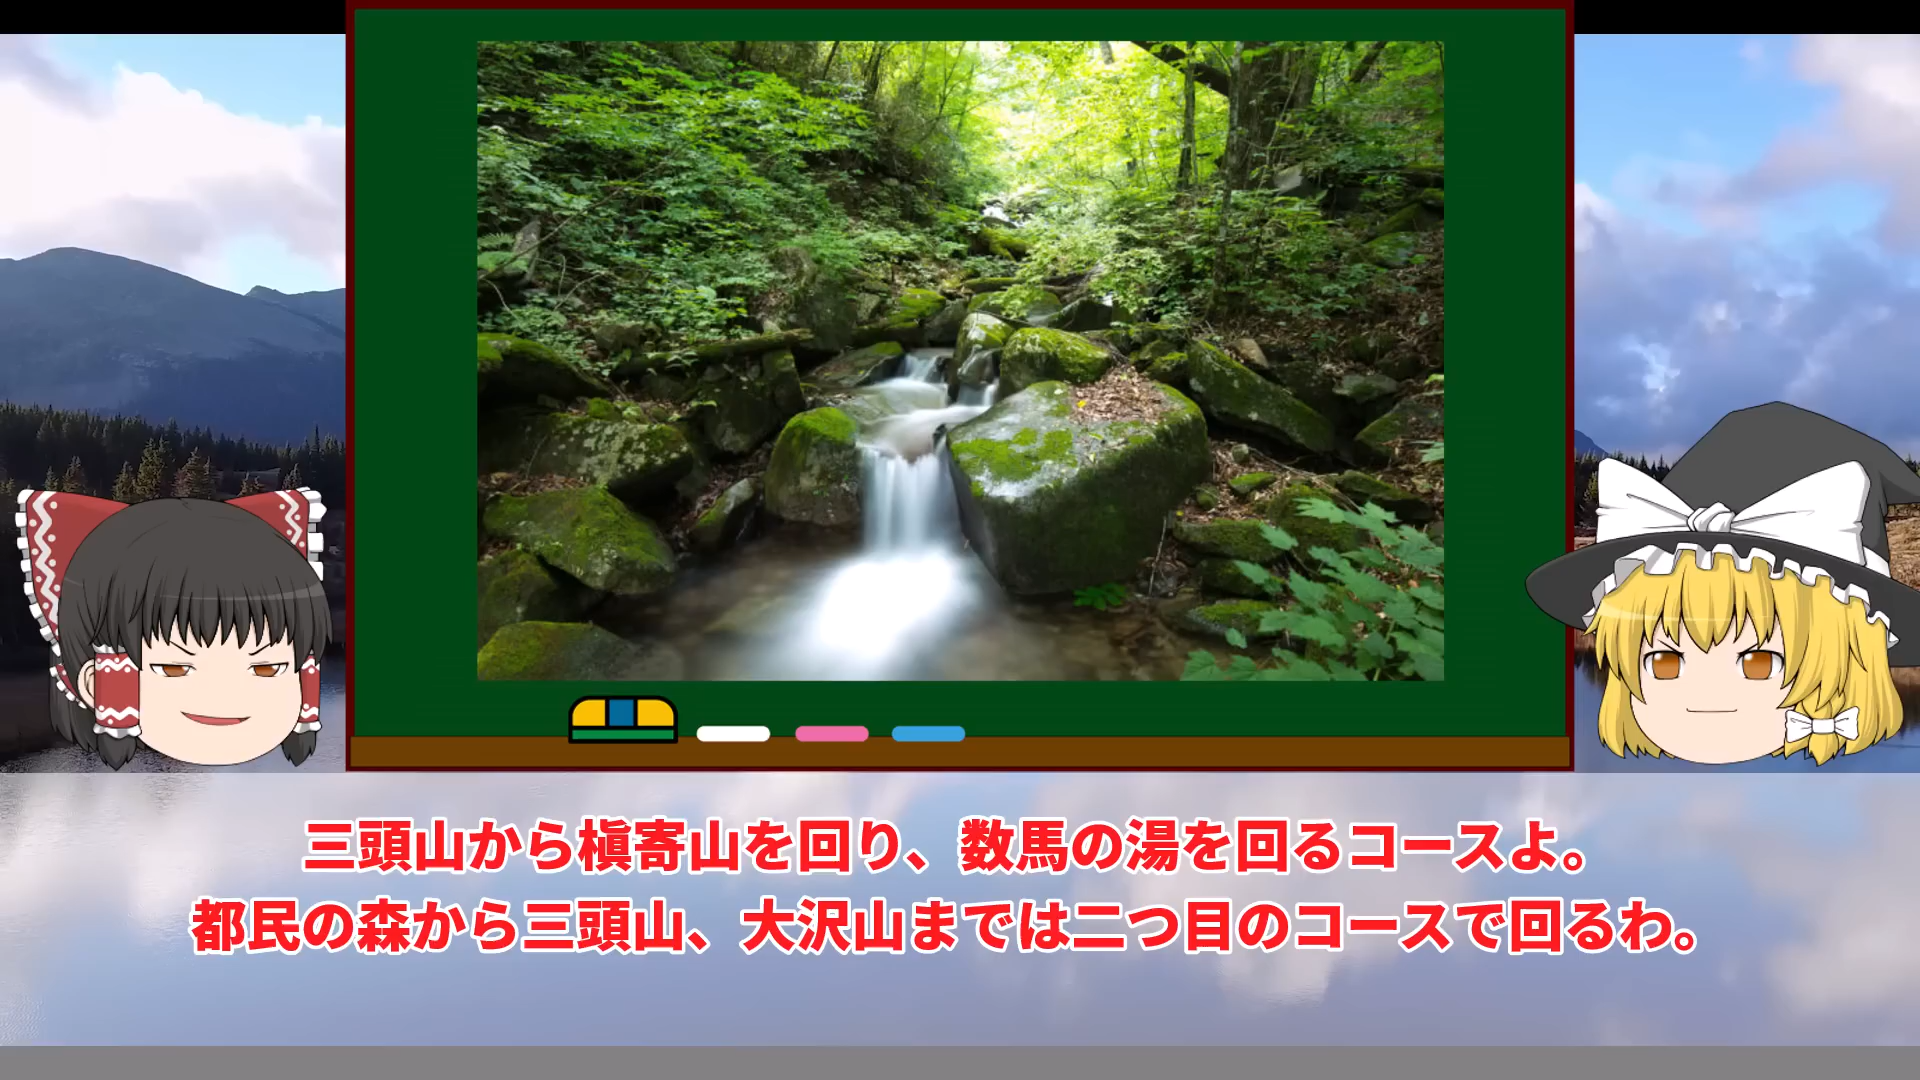 三頭山から槇寄山を回り、数馬の湯を回るコースよ。
都民の森から三頭山、大沢山までは二つ目のコースで回るわ。